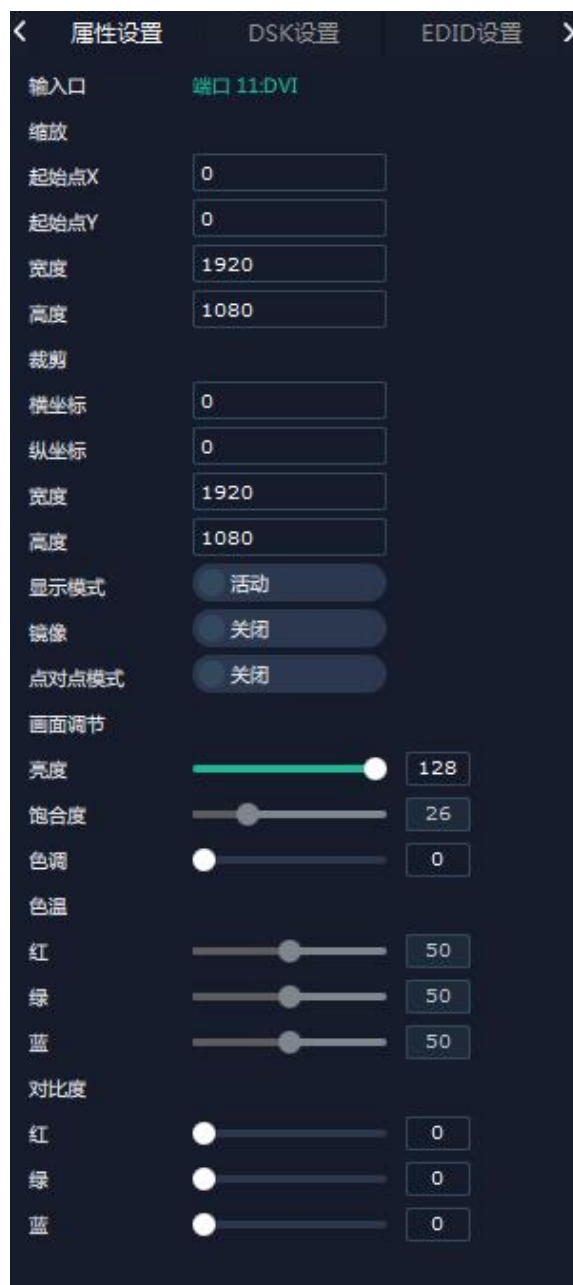 属性设置 DSK设置 EDID设置
输入口 端口 11:DVI
缩放
起始点X 0
起始点Y 0
宽度 1920
高度 1080
裁剪
横坐标 0
纵坐标 0
宽度 1920
高度 1080
显示模式 活动
镜像 关闭
点对点模式 关闭
画面调节
亮度 128
饱合度 26
色调 0
色温
红 50
绿 50
蓝 50
对比度
红 0
绿 0
蓝 0